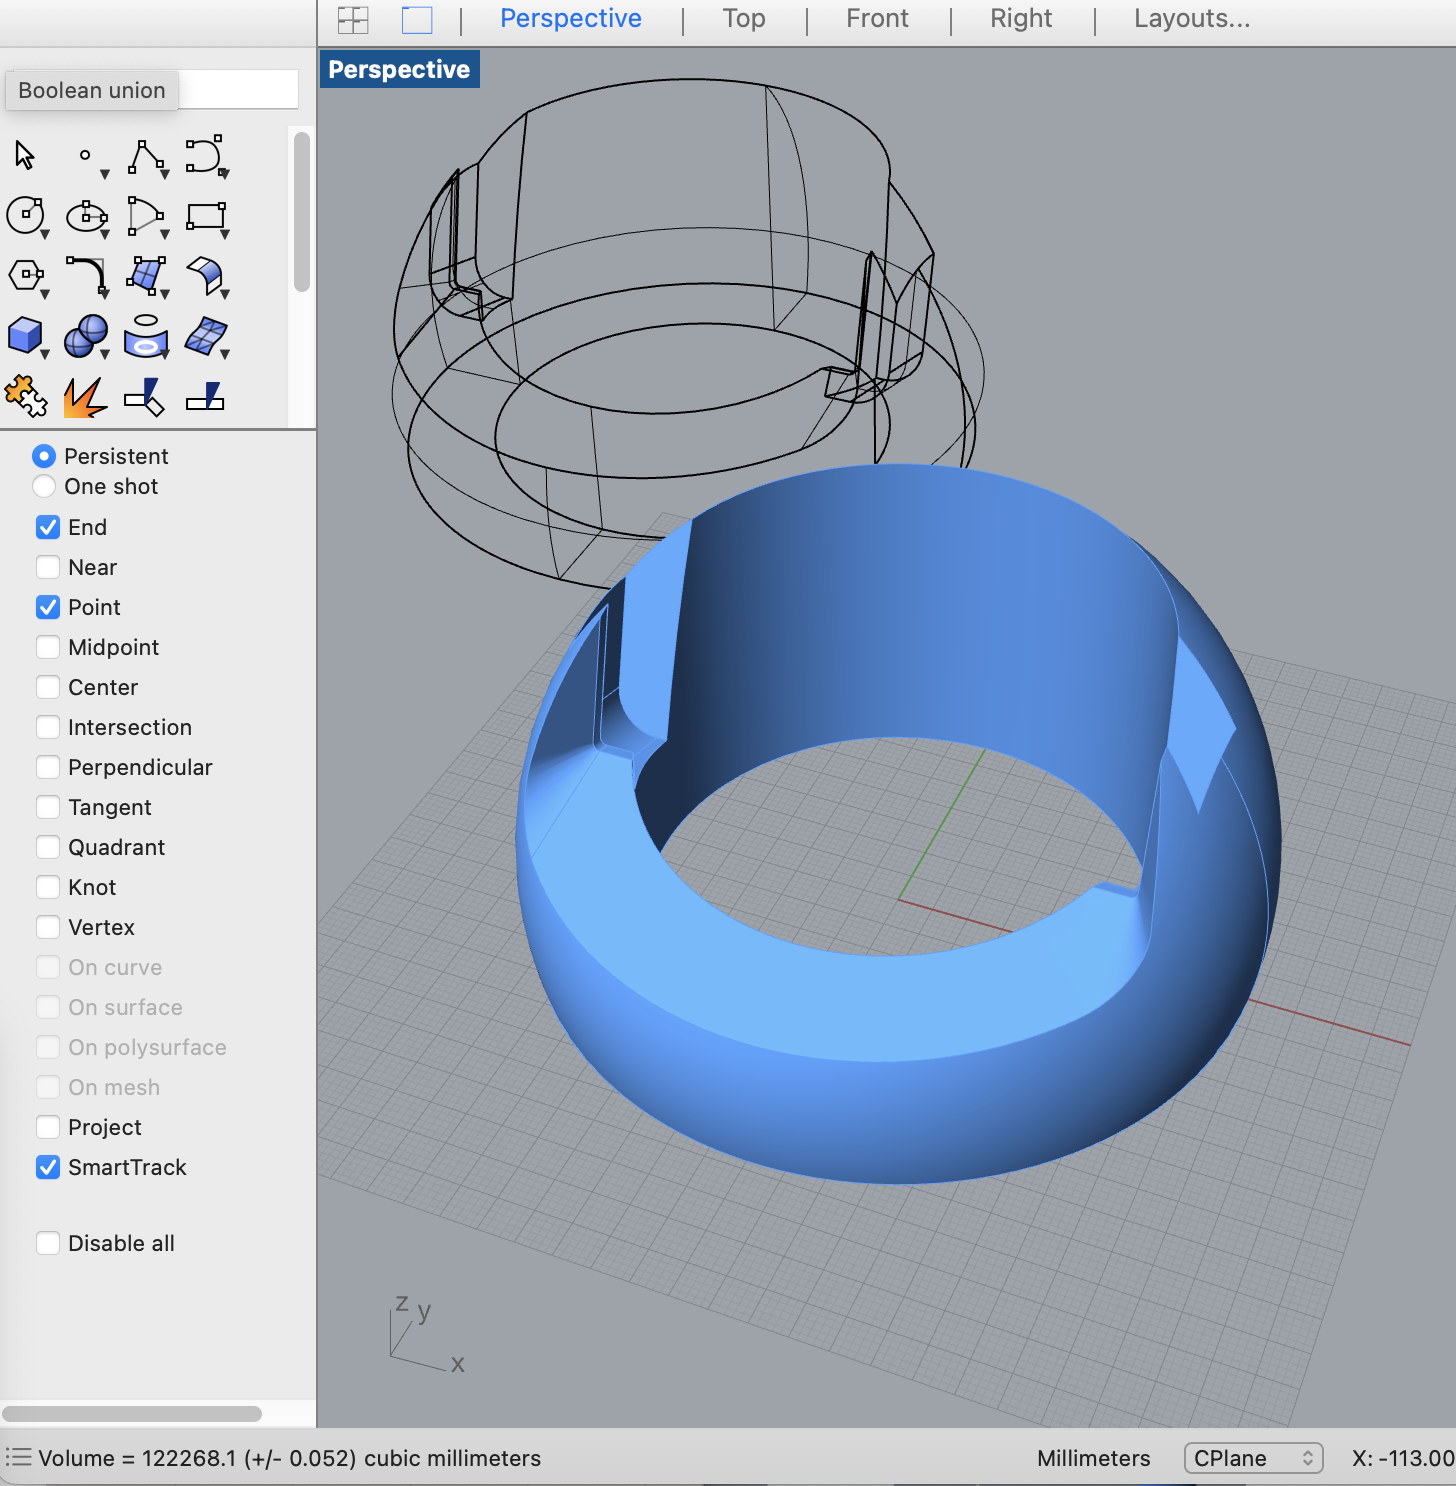 Perspective
Top
Front
Right
Layouts...
Perspective
Boolean union
Persistent
One shot
End
Near
Point
Midpoint
Center
Intersection
Perpendicular
Tangent
Quadrant
Knot
Vertex
On curve
On surface
On polysurface
On mesh
Project
SmartTrack
Disable all
z
y
x
Volume = 122268.1 (+/- 0.052) cubic millimeters
Millimeters
CPlane
X: -113.00